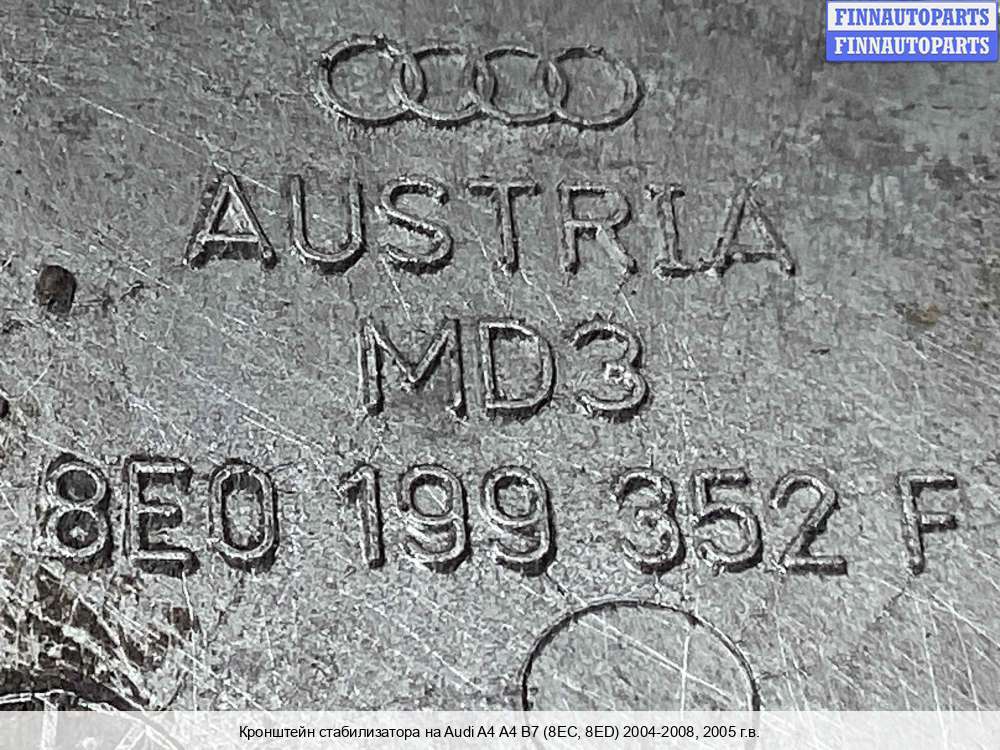 FINNAUTOPARTS
FINNAUTOPARTS
AUSTRIA
MD3
8E0 199 352 F
Кронштейн стабилизатора на Audi A4 A4 B7 (8EC, 8ED) 2004-2008, 2005 г.в.